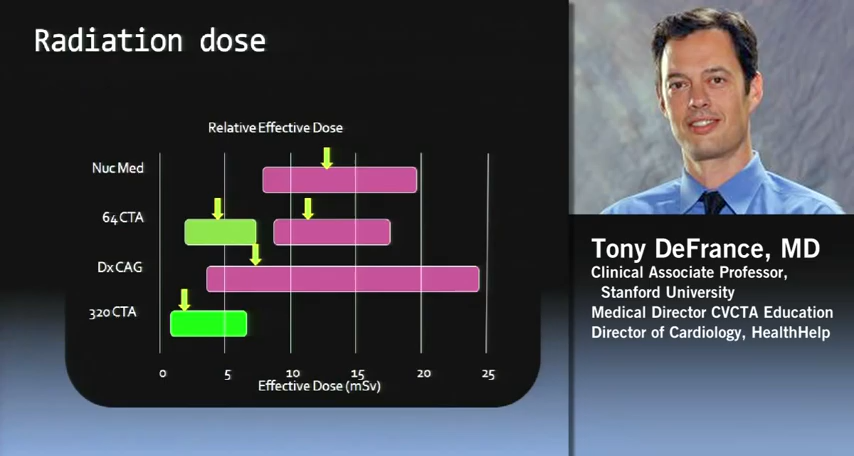 Radiation dose
Relative Effective Dose
Nuc Med
64 CTA
Dx CAG
320 CTA
0 5 10 15 20 25
Effective Dose (mSv)
Tony DeFrance, MD
Clinical Associate Professor,
Stanford University
Medical Director CVCTA Education
Director of Cardiology, HealthHelp